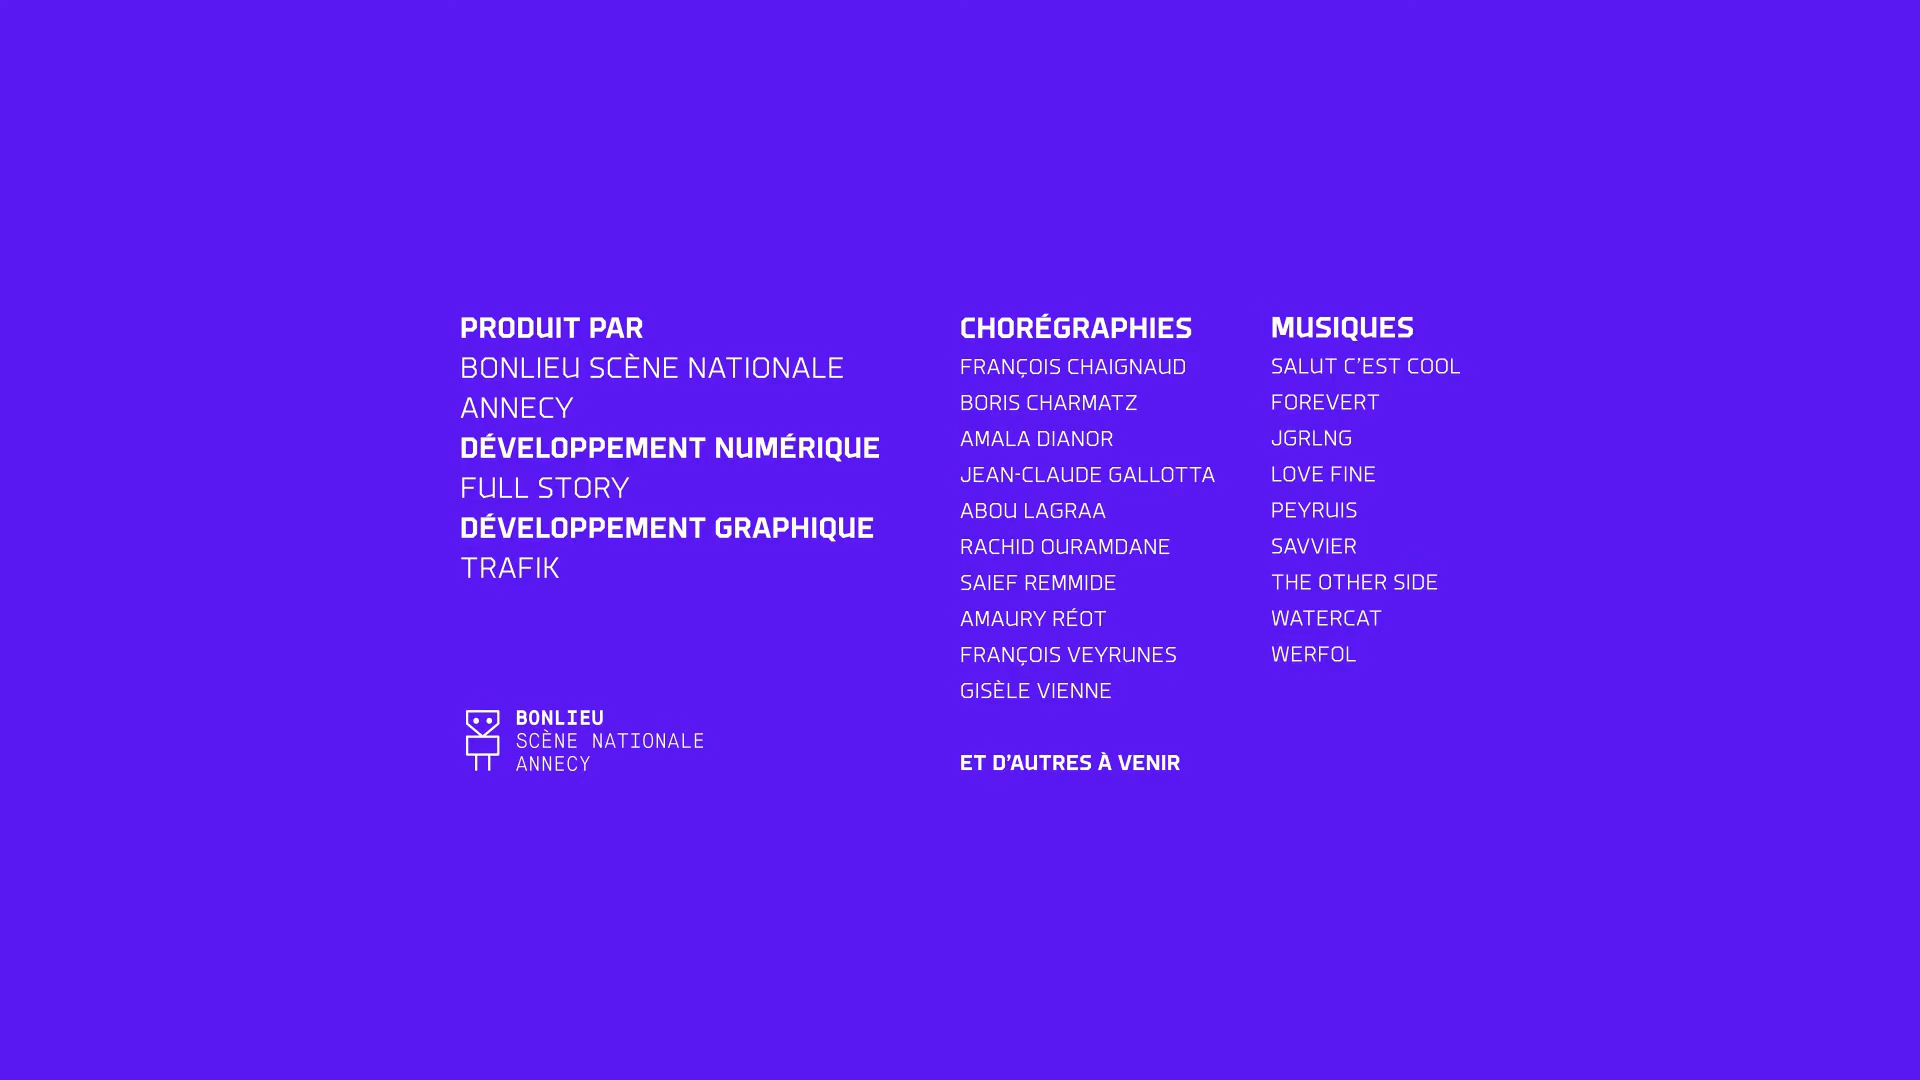 PRODUIT PAR
BONLIEU SCÈNE NATIONALE
ANNECY
DÉVELOPPEMENT NUMÉRIQUE
FULL STORY
DÉVELOPPEMENT GRAPHIQUE
TRAFIK
BONLIEU
SCÈNE NATIONALE
ANNECY
CHORÉGRAPHIES
FRANÇOIS CHAIGNAUD
BORIS CHARMATZ
AMALA DIANOR
JEAN-CLAUDE GALLOTTA
ABOU LAGRAA
RACHID OURAMDANE
SAIEF REMMIDE
AMAURY RÉOT
FRANÇOIS VEYRUNES
GISÈLE VIENNE
ET D’AUTRES À VENIR
MUSIQUES
SALUT C’EST COOL
FOREVERT
JGRLNG
LOVE FINE
PEYRUIS
SAVVIER
THE OTHER SIDE
WATERCAT
WERFOL